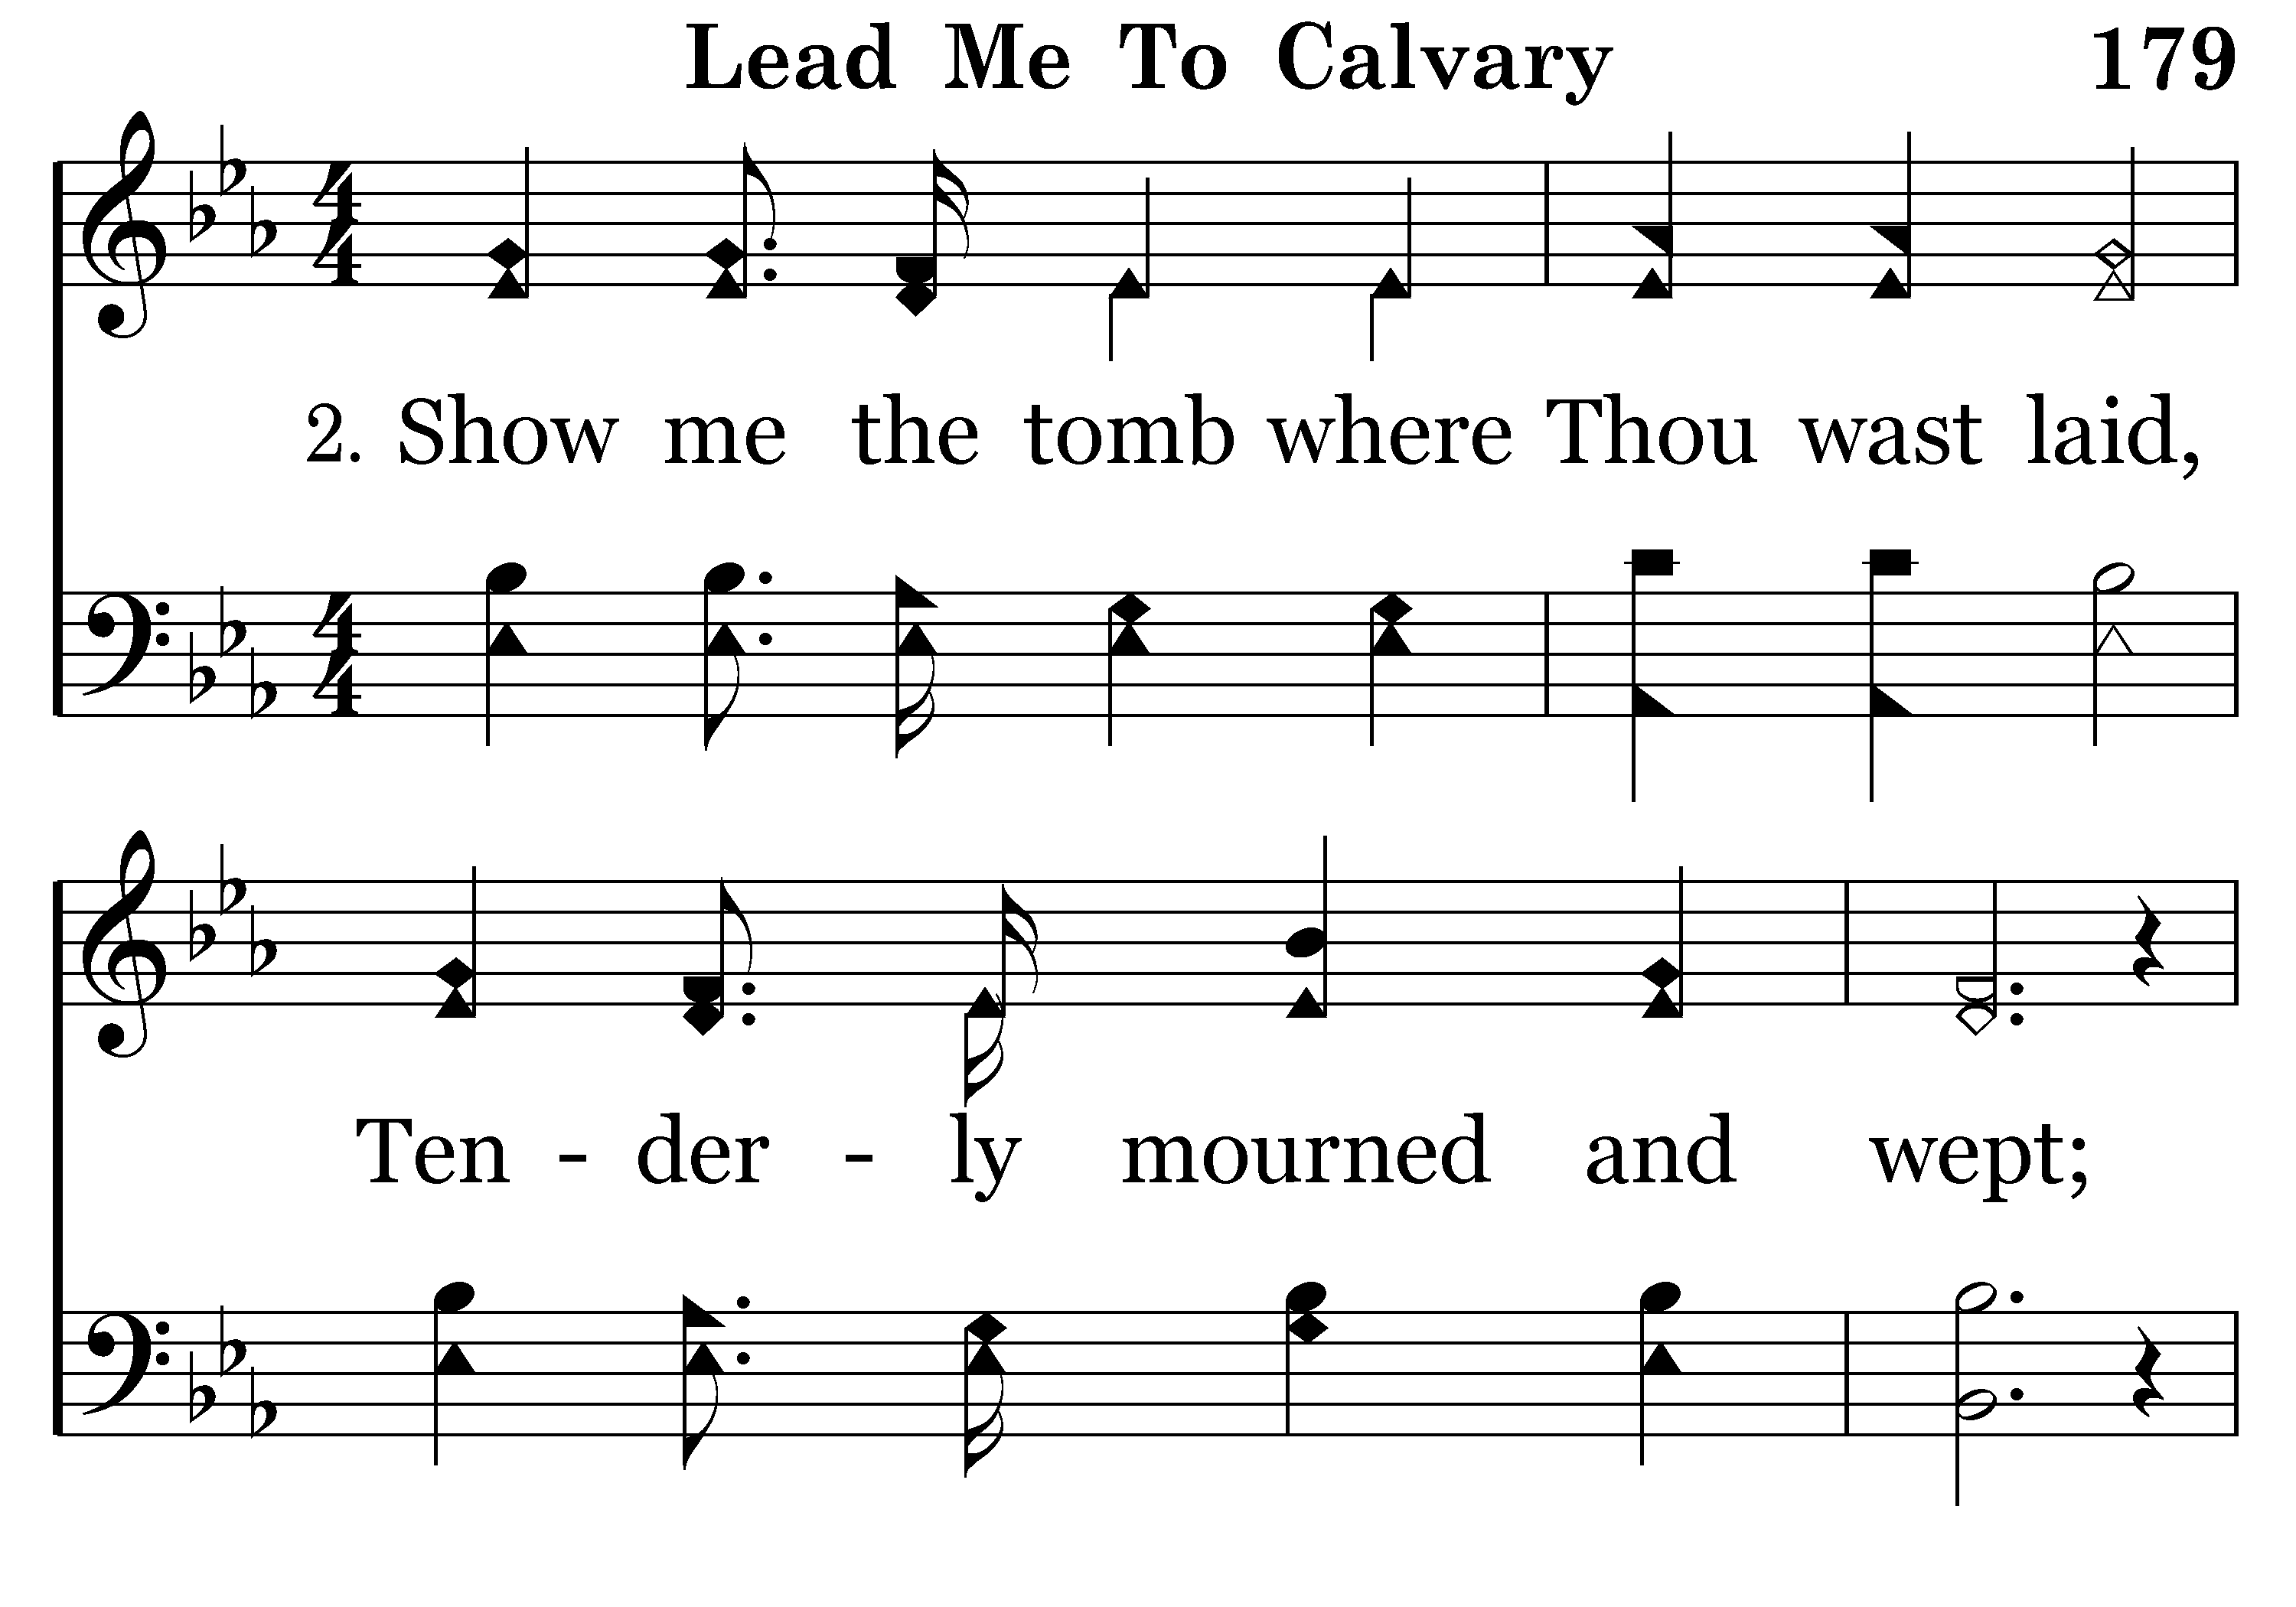 Lead Me To Calvary 179
2. Show me the tomb where Thou wast laid,
Ten - der - ly mourned and wept;